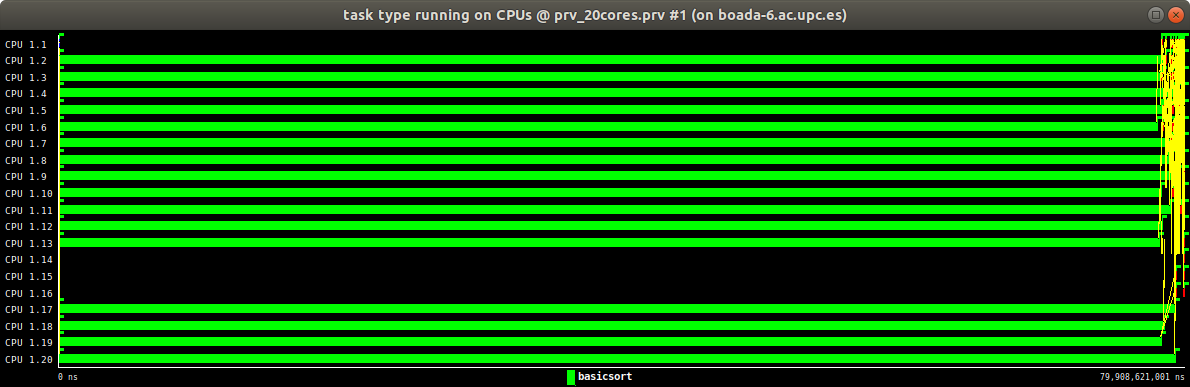 task type running on CPUs @ prv_20cores.prv #1 (on boada-6.ac.upc.es)
CPU 1.1
CPU 1.2
CPU 1.3
CPU 1.4
CPU 1.5
CPU 1.6
CPU 1.7
CPU 1.8
CPU 1.9
CPU 1.10
CPU 1.11
CPU 1.12
CPU 1.13
CPU 1.14
CPU 1.15
CPU 1.16
CPU 1.17
CPU 1.18
CPU 1.19
CPU 1.20
0 ns
basicsort
79,908,621,001 ns